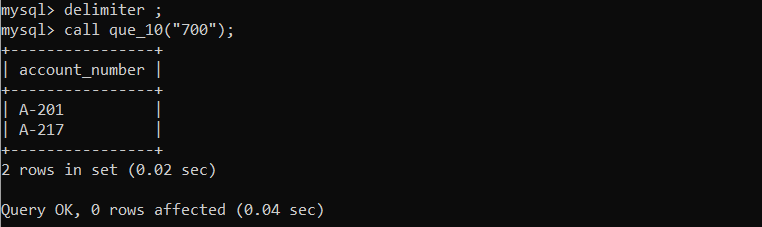 mysql> delimiter ;
mysql> call que_10("700");
+----------------+
| account_number |
+----------------+
| A-201          |
| A-217          |
+----------------+
2 rows in set (0.02 sec)
Query OK, 0 rows affected (0.04 sec)